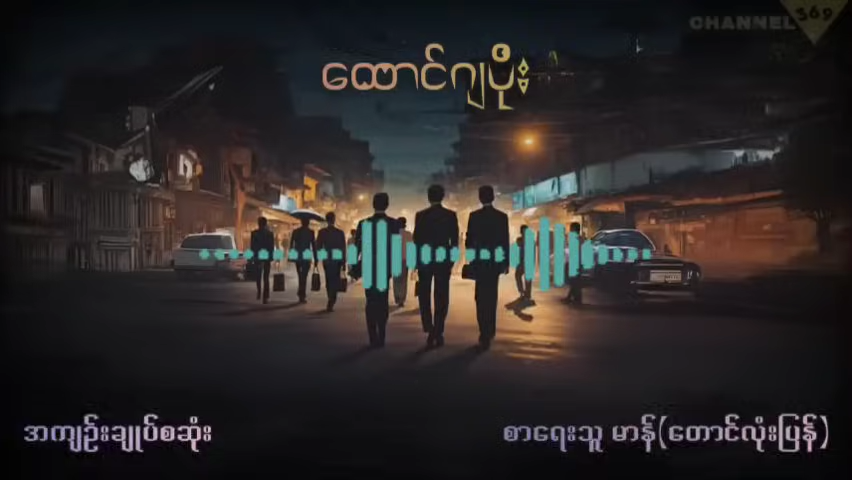 CHANNEL 369
ထောင်ဂျပိုး
အကျဉ်းချုပ်စဆုံး
စာရေးသူ မာန်(တောင်လုံးပြန်)